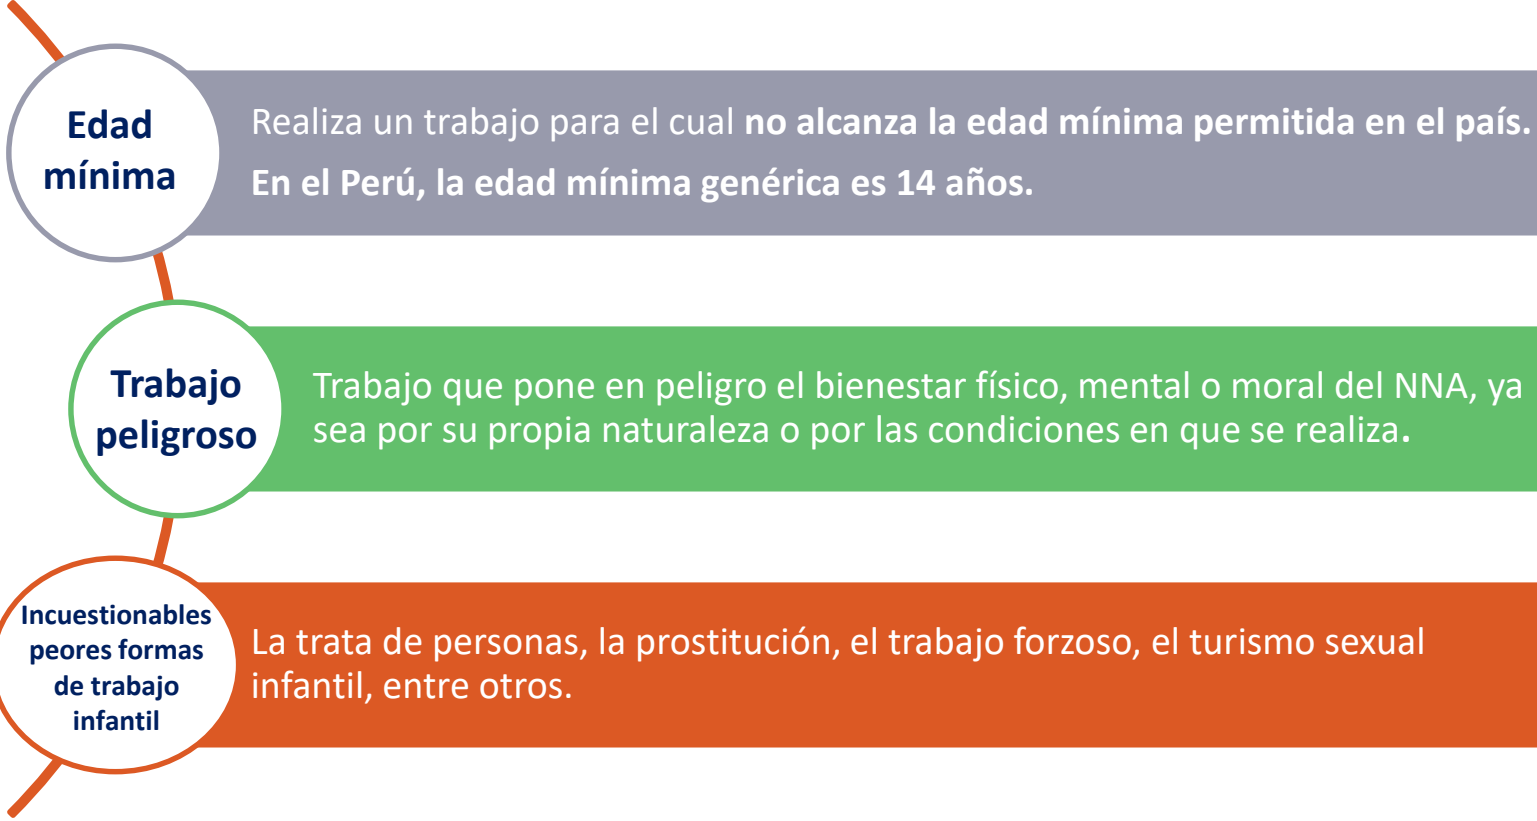 Edad
mínima
Realiza un trabajo para el cual no alcanza la edad mínima permitida en el país.
En el Perú, la edad mínima genérica es 14 años.
Trabajo
peligroso
Trabajo que pone en peligro el bienestar físico, mental o moral del NNA, ya
sea por su propia naturaleza o por las condiciones en que se realiza.
Incuestionables
peores formas
de trabajo
infantil
La trata de personas, la prostitución, el trabajo forzoso, el turismo sexual
infantil, entre otros.